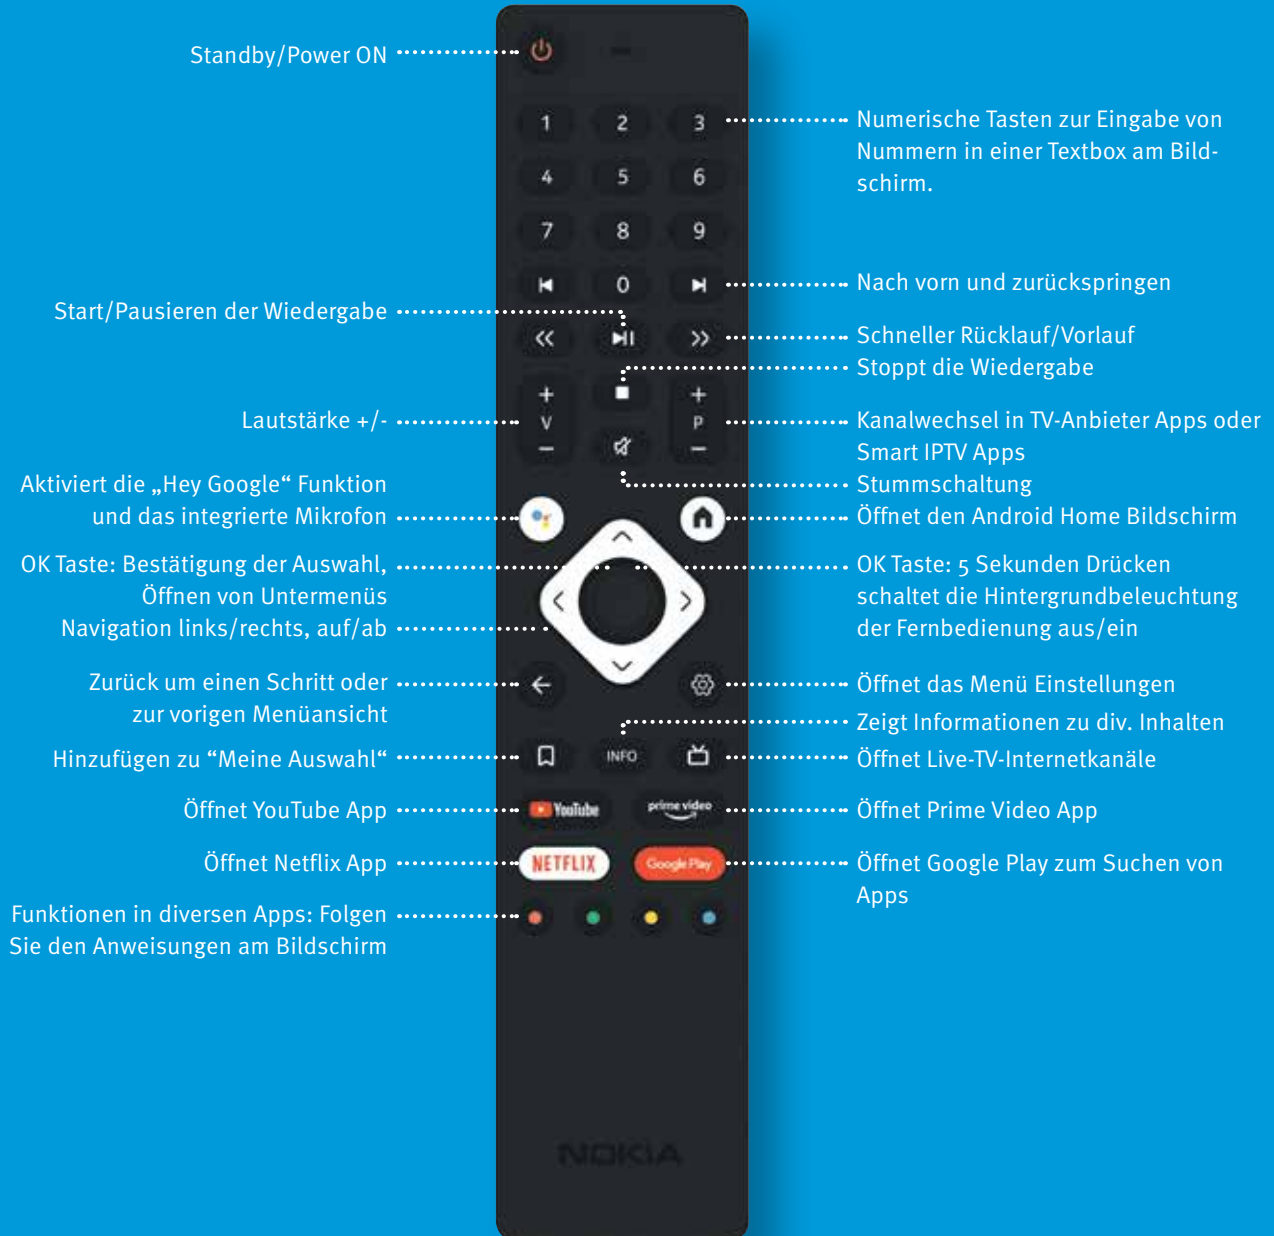 Standby/Power ON
1 2 3
Numerische Tasten zur Eingabe von
Nummern in einer Textbox am Bild-
schirm.
4 5 6
7 8 9
0
Nach vorn und zurückspringen
Start/Pausieren der Wiedergabe
Schneller Rücklauf/Vorlauf
Stoppt die Wiedergabe
+ +
Lautstärke +/-
V P
− −
Kanalwechsel in TV-Anbieter Apps oder
Smart IPTV Apps
Stummschaltung
Aktiviert die „Hey Google“ Funktion
und das integrierte Mikrofon
Öffnet den Android Home Bildschirm
OK Taste: Bestätigung der Auswahl,
Öffnen von Untermenüs
Navigation links/rechts, auf/ab
OK Taste: 5 Sekunden Drücken
schaltet die Hintergrundbeleuchtung
der Fernbedienung aus/ein
Zurück um einen Schritt oder
zur vorigen Menüansicht
Öffnet das Menü Einstellungen
Zeigt Informationen zu div. Inhalten
Hinzufügen zu “Meine Auswahl“
INFO
Öffnet Live-TV-Internetkanäle
Öffnet YouTube App
YouTube
prime video
Öffnet Prime Video App
Öffnet Netflix App
NETFLIX
Google Play
Öffnet Google Play zum Suchen von
Apps
Funktionen in diversen Apps: Folgen
Sie den Anweisungen am Bildschirm
NOKIA